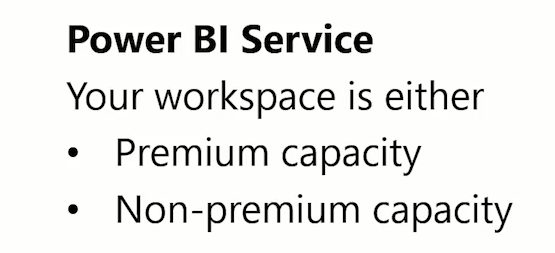 Power BI Service
Your workspace is either
• Premium capacity
• Non-premium capacity